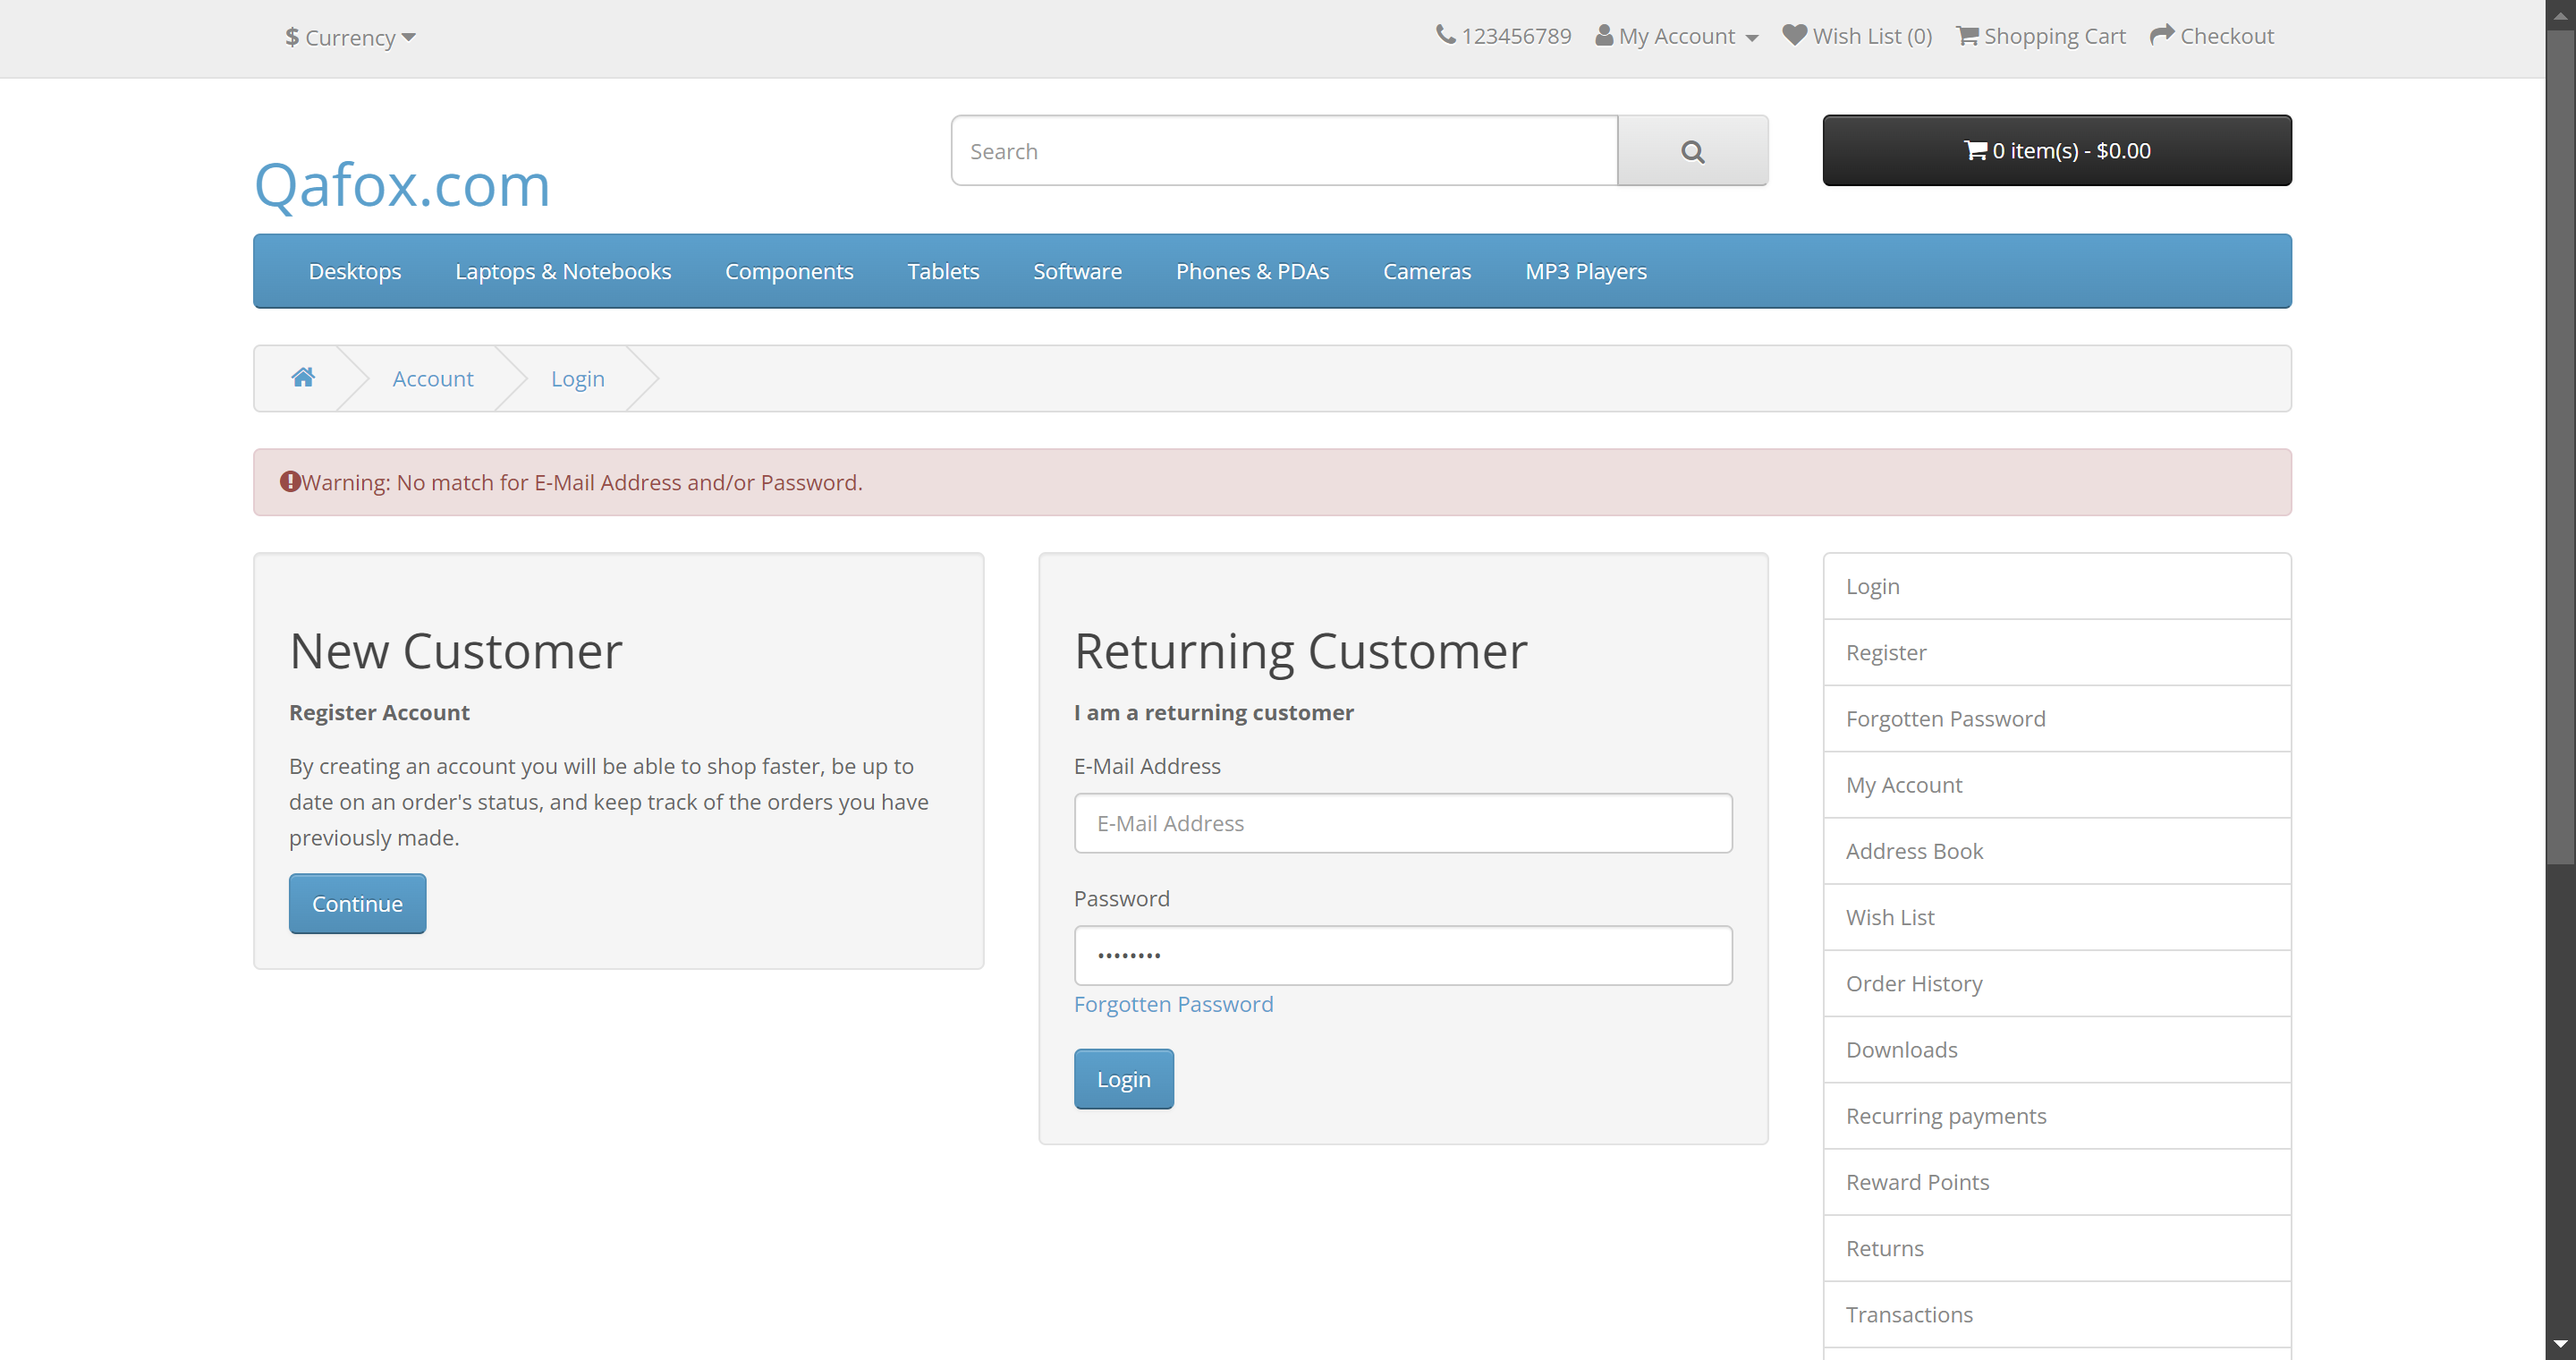 $ Currency
123456789 My Account Wish List (0) Shopping Cart Checkout
Qafox.com
Search
0 item(s) - $0.00
Desktops Laptops & Notebooks Components Tablets Software Phones & PDAs Cameras MP3 Players
Account Login
Warning: No match for E-Mail Address and/or Password.
New Customer
Register Account
By creating an account you will be able to shop faster, be up to
date on an order's status, and keep track of the orders you have
previously made.
Continue
Returning Customer
I am a returning customer
E-Mail Address
E-Mail Address
Password
••••••••
Forgotten Password
Login
Login
Register
Forgotten Password
My Account
Address Book
Wish List
Order History
Downloads
Recurring payments
Reward Points
Returns
Transactions